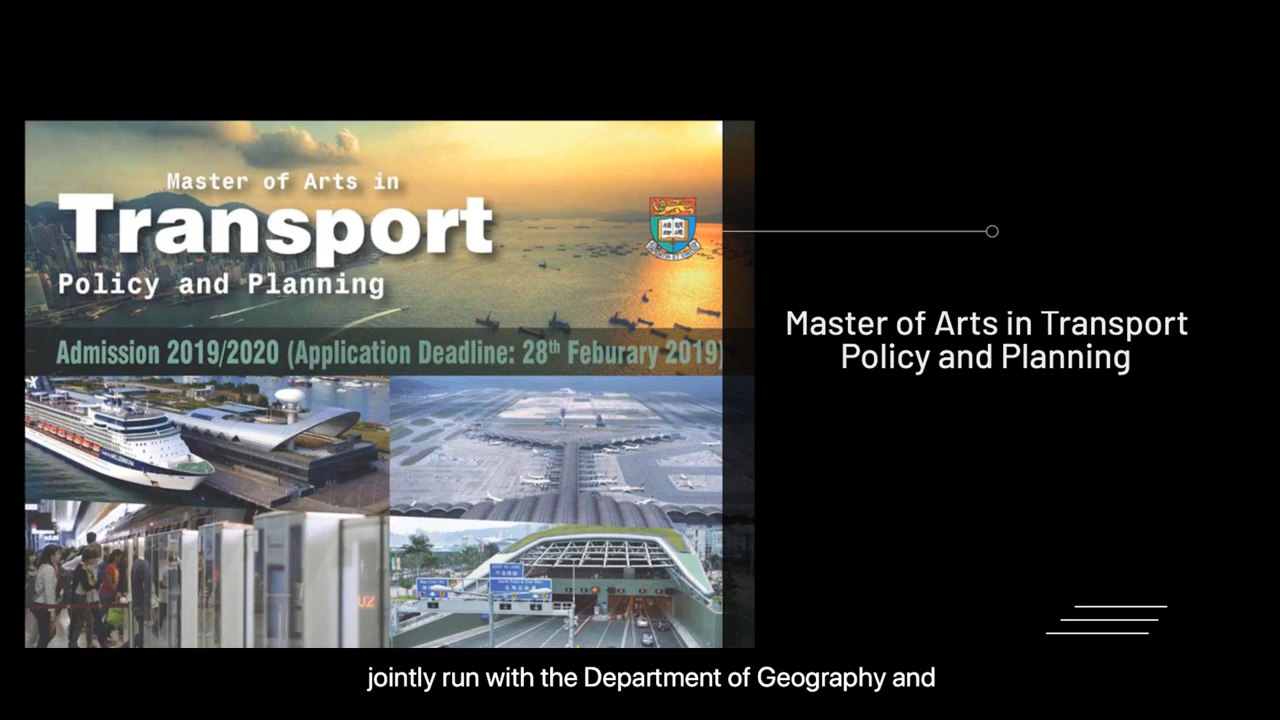 Master of Arts in
Transport
Policy and Planning
Admission 2019/2020 (Application Deadline: 28th Feburary 2019)
Master of Arts in Transport
Policy and Planning
jointly run with the Department of Geography and